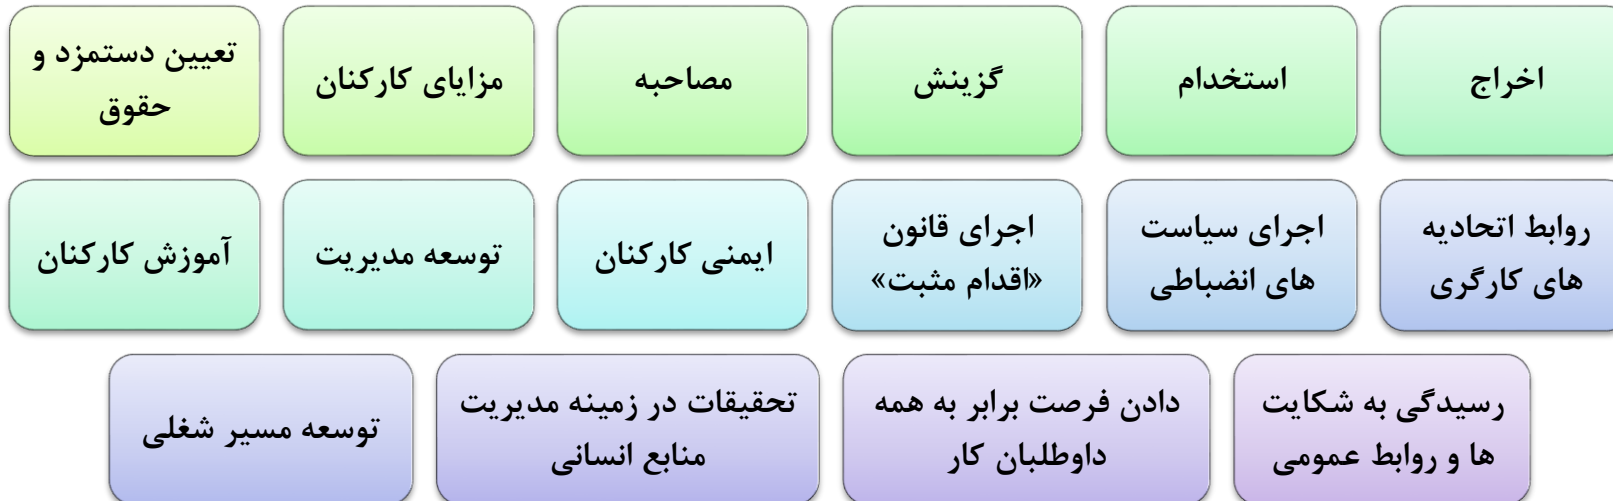 اخراج
استخدام
گزینش
مصاحبه
مزایای کارکنان
تعیین دستمزد و
حقوق
روابط اتحادیه
های کارگری
اجرای سیاست
های انضباطی
اجرای قانون
«اقدام مثبت»
ایمنی کارکنان
توسعه مدیریت
آموزش کارکنان
رسیدگی به شکایت
ها و روابط عمومی
دادن فرصت برابر به همه
داوطلبان کار
تحقیقات در زمینه مدیریت
منابع انسانی
توسعه مسیر شغلی